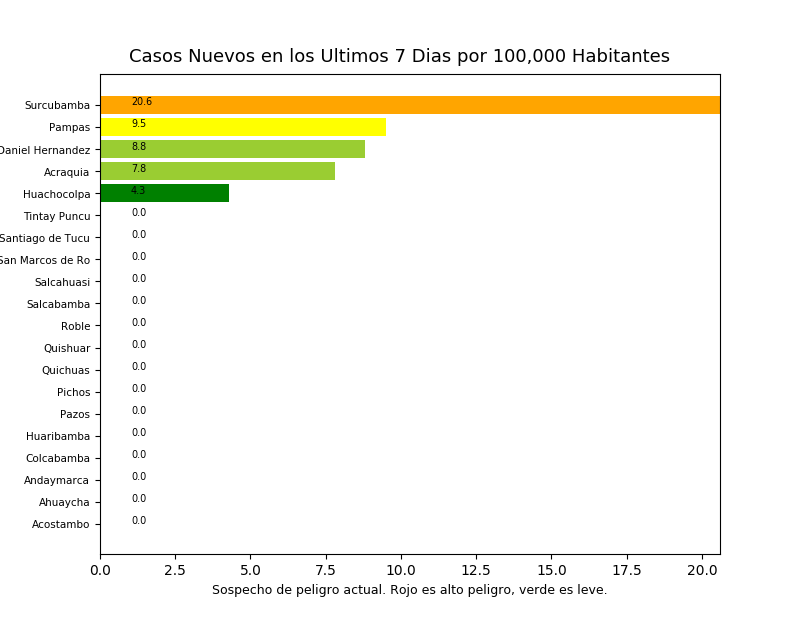 Casos Nuevos en los Ultimos 7 Dias por 100,000 Habitantes
Surcubamba 20.6
Pampas 9.5
Daniel Hernandez 8.8
Acraquia 7.8
Huachocolpa 4.3
Tintay Puncu 0.0
Santiago de Tucu 0.0
San Marcos de Ro 0.0
Salcahuasi 0.0
Salcabamba 0.0
Roble 0.0
Quishuar 0.0
Quichuas 0.0
Pichos 0.0
Pazos 0.0
Huaribamba 0.0
Colcabamba 0.0
Andaymarca 0.0
Ahuaycha 0.0
Acostambo 0.0
0.0 2.5 5.0 7.5 10.0 12.5 15.0 17.5 20.0
Sospecho de peligro actual. Rojo es alto peligro, verde es leve.